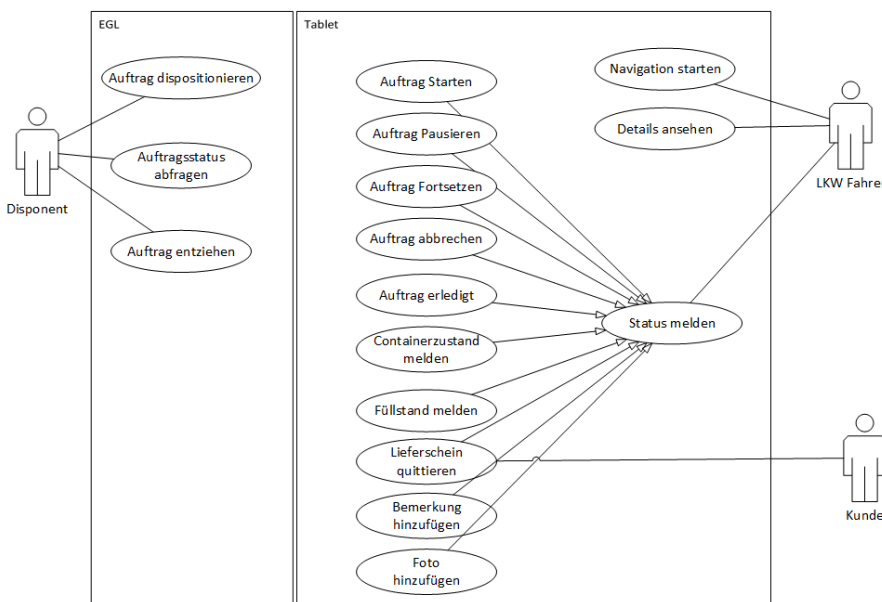 EGL
Tablet
Auftrag dispositionieren
Auftragsstatus
abfragen
Auftrag entziehen
Disponent
Auftrag Starten
Auftrag Pausieren
Auftrag Fortsetzen
Auftrag abbrechen
Auftrag erledigt
Containerzustand
melden
Füllstand melden
Lieferschein
quittieren
Bemerkung
hinzufügen
Foto
hinzufügen
Navigation starten
Details ansehen
Status melden
LKW Fahre
Kunde